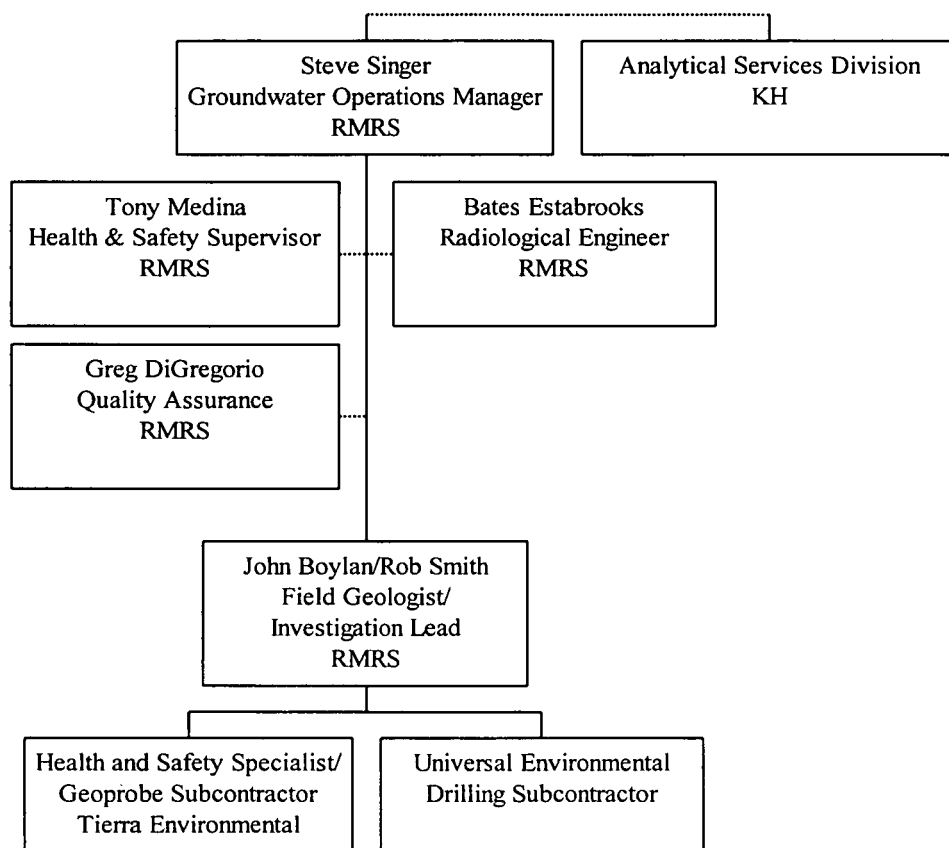 Steve Singer
Groundwater Operations Manager
RMRS
Analytical Services Division
KH
Tony Medina
Health & Safety Supervisor
RMRS
Bates Estabrooks
Radiological Engineer
RMRS
Greg DiGregorio
Quality Assurance
RMRS
John Boylan/Rob Smith
Field Geologist/
Investigation Lead
RMRS
Health and Safety Specialist/
Geoprobe Subcontractor
Tierra Environmental
Universal Environmental
Drilling Subcontractor